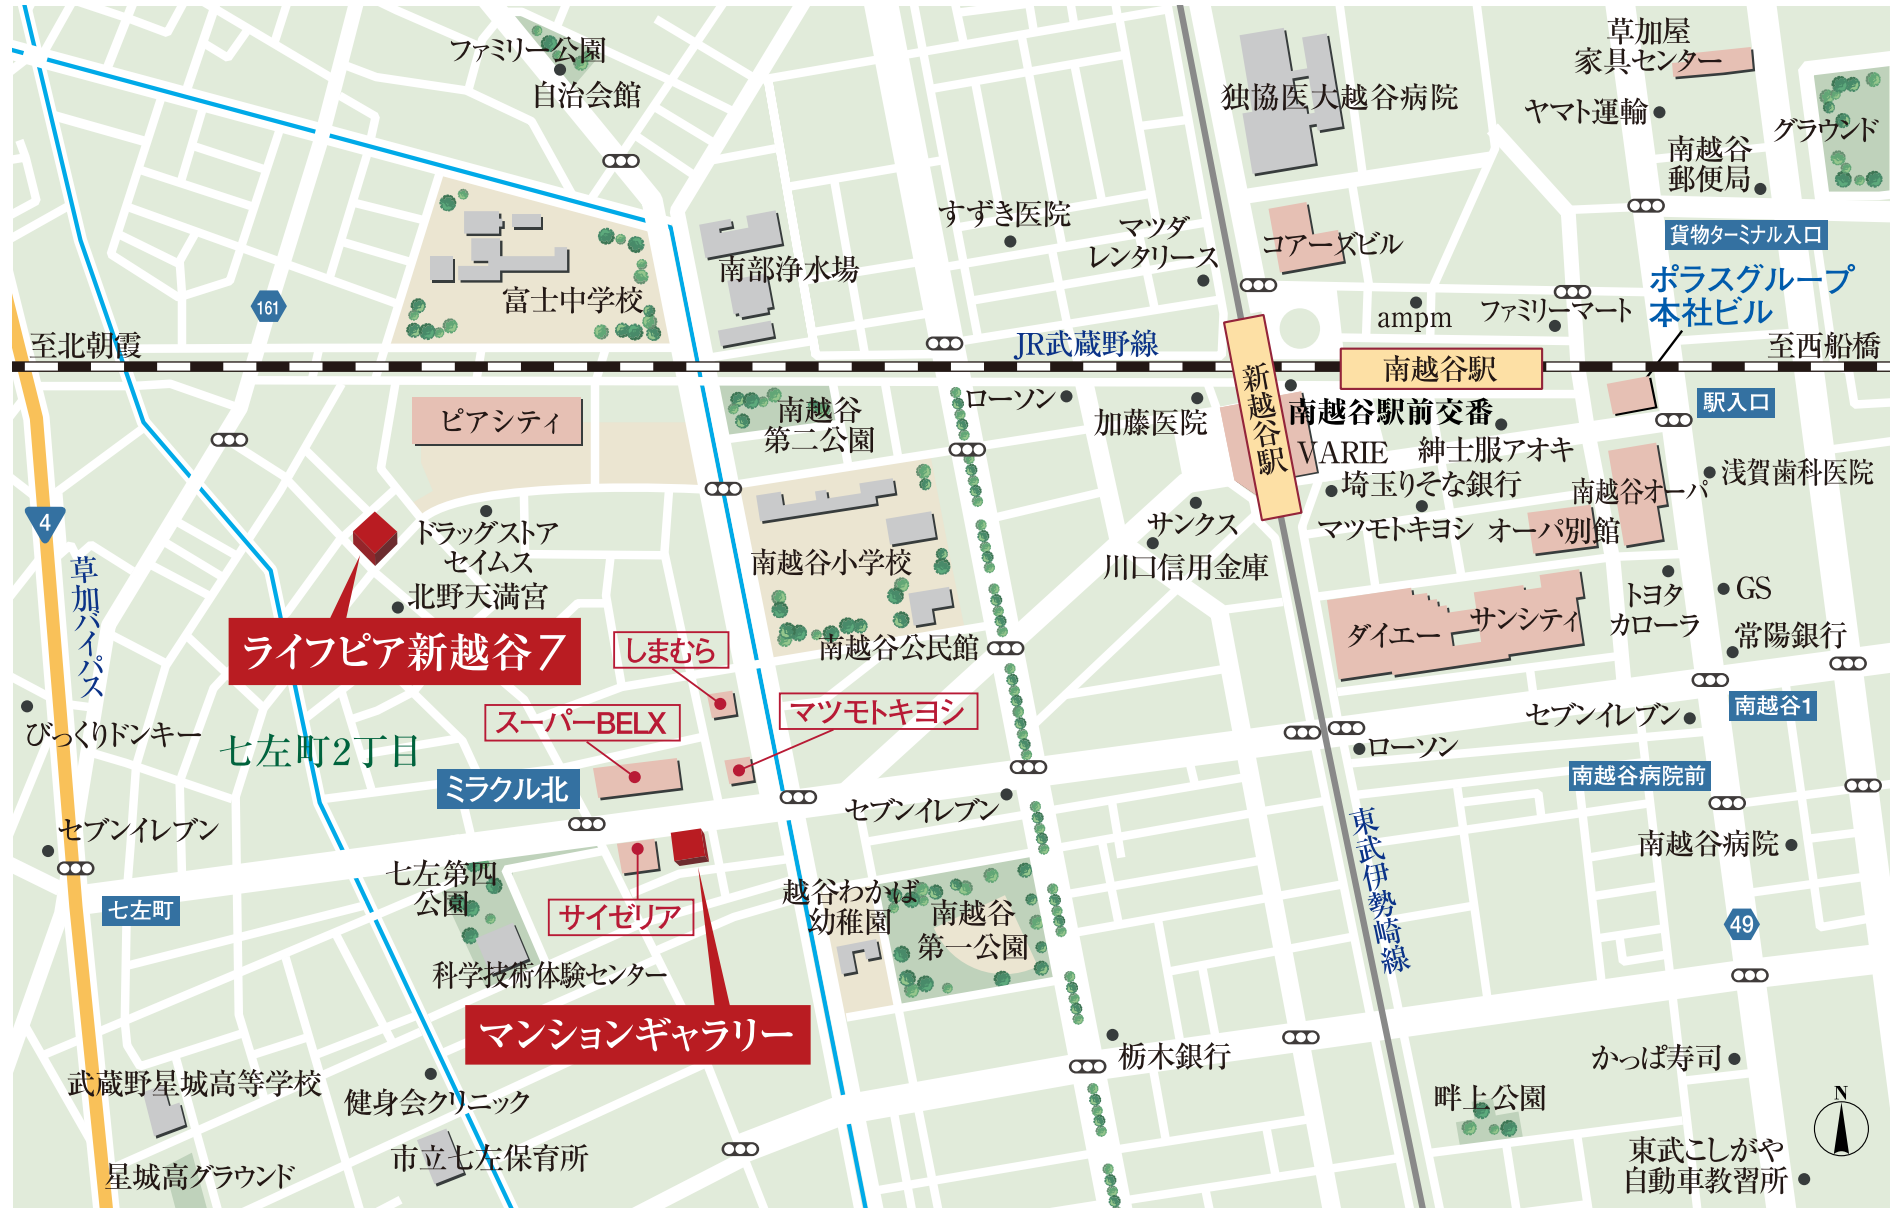 ファミリー公園
自治会館
独協医大越谷病院
草加屋
家具センター
ヤマト運輸
グラウンド
南越谷
郵便局
すずき医院
マツダ
レンタリース
コアーズビル
貨物ターミナル入口
ポラスグループ
本社ビル
南部浄水場
富士中学校
161
ampm
ファミリーマート
至北朝霞
JR武蔵野線
至西船橋
南越谷駅
新越谷駅
駅入口
ピアシティ
南越谷
第二公園
ローソン
加藤医院
南越谷駅前交番
VARIE
紳士服アオキ
埼玉りそな銀行
南越谷オーパ
浅賀歯科医院
4
草加バイパス
ドラッグストア
セイムス
北野天満宮
南越谷小学校
サンクス
川口信用金庫
マツモトキヨシ
オーパ別館
トヨタ
カローラ
GS
常陽銀行
ダイエー
サンシティ
ライフピア新越谷7
しまむら
南越谷公民館
マツモトキヨシ
スーパーBELX
びっくりドンキー
七左町2丁目
ミラクル北
セブンイレブン
南越谷1
ローソン
南越谷病院前
セブンイレブン
セブンイレブン
東武伊勢崎線
南越谷病院
七左町
七左第四
公園
サイゼリア
越谷わかば
幼稚園
南越谷
第一公園
49
科学技術体験センター
マンションギャラリー
栃木銀行
かっぱ寿司
武蔵野星城高等学校
健身会クリニック
畔上公園
N
市立七左保育所
星城高グラウンド
東武こしがや
自動車教習所